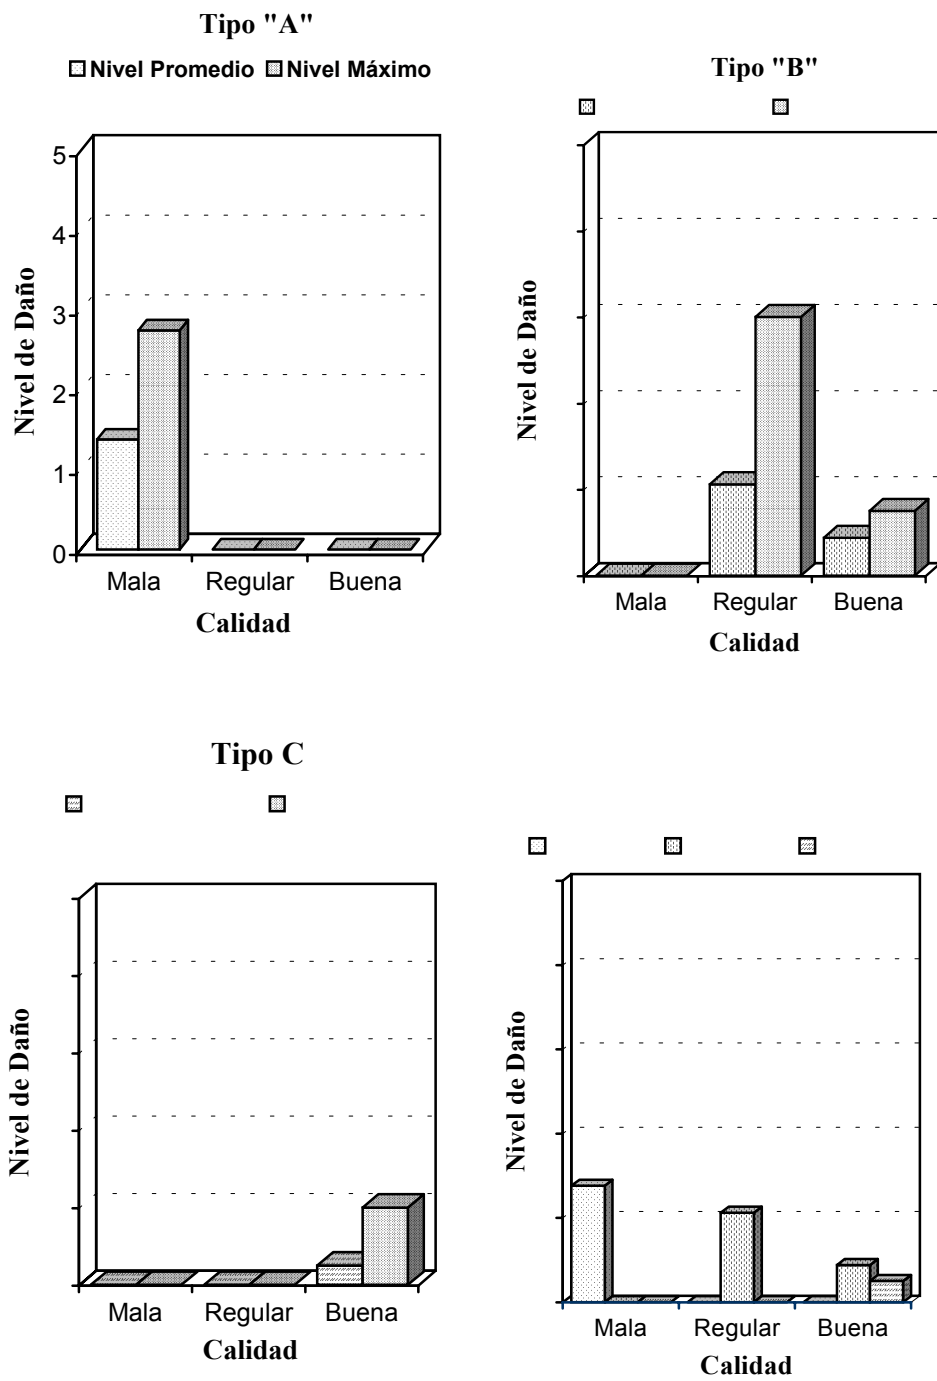 Tipo "A"
Nivel Promedio Nivel Máximo
5
4
3
2
1
0
Nivel de Daño
Mala Regular Buena
Calidad
Tipo "B"
Nivel de Daño
Mala Regular Buena
Calidad
Tipo C
Nivel de Daño
Mala Regular Buena
Calidad
Nivel de Daño
Mala Regular Buena
Calidad